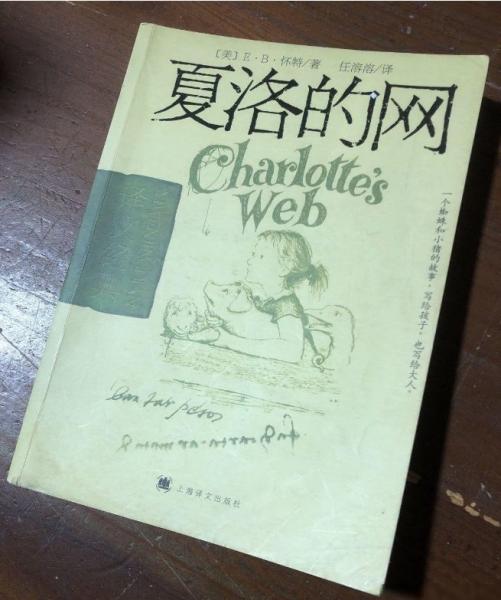 [美] E·B·怀特/著 任溶溶/译
夏洛的网
Charlotte's
Web
一个蜘蛛和小猪的故事，写给孩子，也写给大人。
上海译文出版社